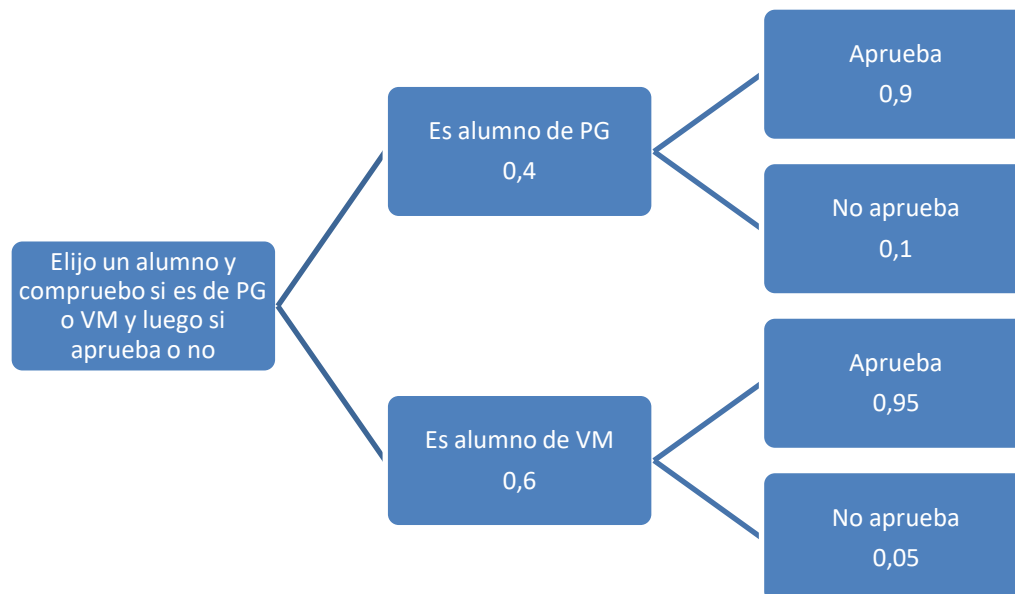 Elijo un alumno y
compruebo si es de PG
o VM y luego si
aprueba o no
Es alumno de PG
0,4
Aprueba
0,9
No aprueba
0,1
Es alumno de VM
0,6
Aprueba
0,95
No aprueba
0,05